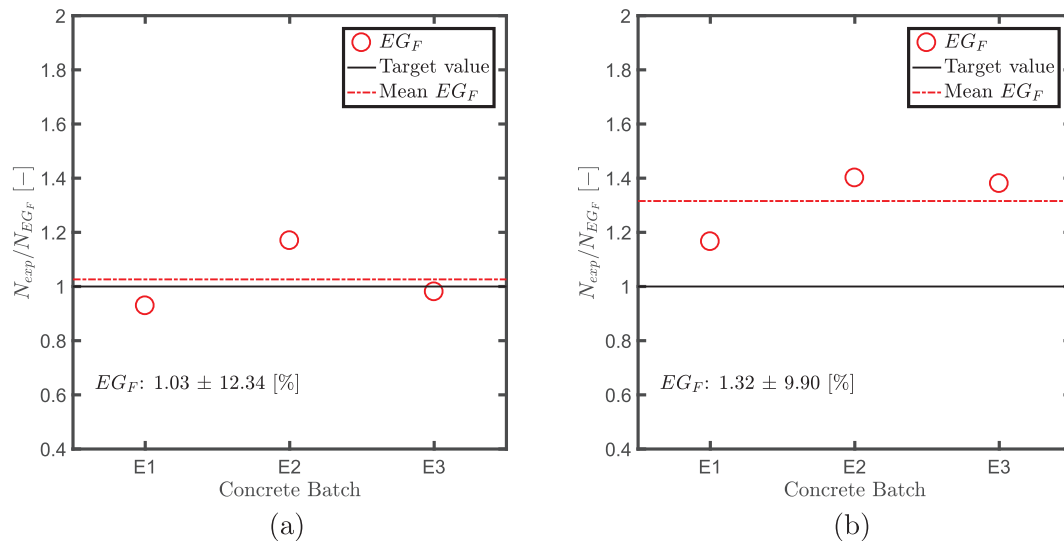 2
1.8
1.6
1.4
1.2
1
0.8
0.6
0.4
N_exp/N_EG_F [−]
EG_F
Target value
Mean EG_F
EG_F: 1.03 ± 12.34 [%]
E1 E2 E3
Concrete Batch
(a)
2
1.8
1.6
1.4
1.2
1
0.8
0.6
0.4
N_exp/N_EG_F [−]
EG_F
Target value
Mean EG_F
EG_F: 1.32 ± 9.90 [%]
E1 E2 E3
Concrete Batch
(b)